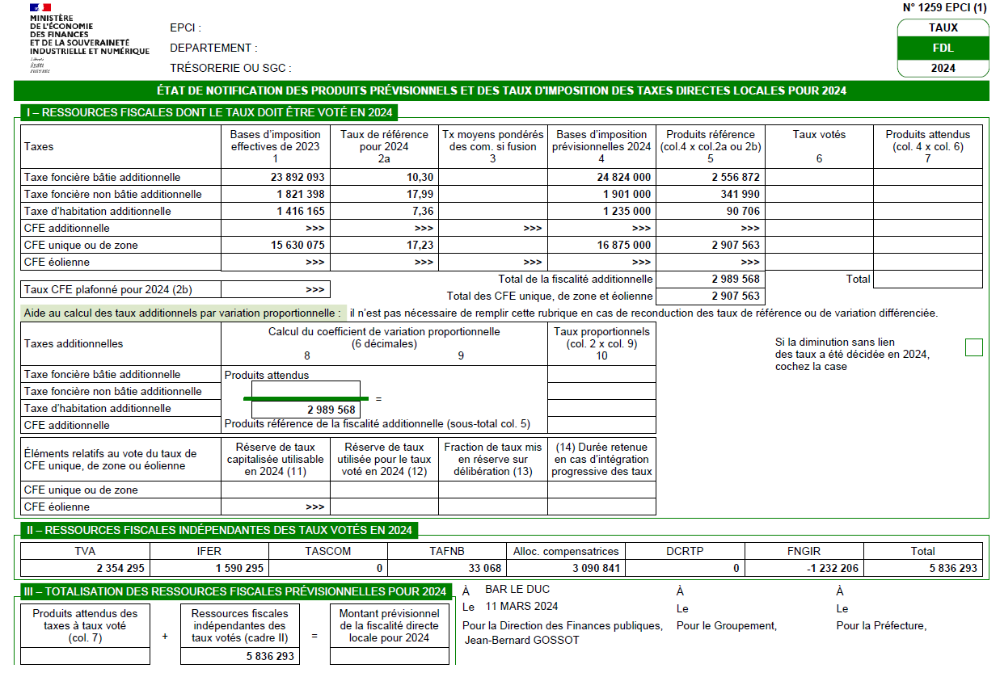 MINISTÈRE
DE L'ÉCONOMIE
DES FINANCES
ET DE LA SOUVERAINETÉ
INDUSTRIELLE ET NUMÉRIQUE
Liberté
Égalité
Fraternité
EPCI :
DEPARTEMENT :
TRÉSORERIE OU SGC :
N° 1259 EPCI (1)
TAUX
FDL
2024
ÉTAT DE NOTIFICATION DES PRODUITS PRÉVISIONNELS ET DES TAUX D'IMPOSITION DES TAXES DIRECTES LOCALES POUR 2024
I – RESSOURCES FISCALES DONT LE TAUX DOIT ÊTRE VOTÉ EN 2024
Taxes
Bases d'imposition
effectives de 2023
1
Taux de référence
pour 2024
2a
Tx moyens pondérés
des com. si fusion
3
Bases d'imposition
prévisionnelles 2024
4
Produits référence
(col.4 x col.2a ou 2b)
5
Taux votés
6
Produits attendus
(col. 4 x col. 6)
7
Taxe foncière bâtie additionnelle 23 892 093 10,30 24 824 000 2 556 872
Taxe foncière non bâtie additionnelle 1 821 398 17,99 1 901 000 341 990
Taxe d'habitation additionnelle 1 416 165 7,36 1 235 000 90 706
CFE additionnelle >>> >>> >>> >>> >>>
CFE unique ou de zone 15 630 075 17,23 16 875 000 2 907 563
CFE éolienne >>> >>> >>> >>> >>>
Total de la fiscalité additionnelle 2 989 568 Total
Taux CFE plafonné pour 2024 (2b) >>>
Total des CFE unique, de zone et éolienne 2 907 563
Aide au calcul des taux additionnels par variation proportionnelle : il n'est pas nécessaire de remplir cette rubrique en cas de reconduction des taux de référence ou de variation différenciée.
Taxes additionnelles
Calcul du coefficient de variation proportionnelle
(6 décimales)
8 9
Taux proportionnels
(col. 2 x col. 9)
10
Si la diminution sans lien
des taux a été décidée en 2024,
cochez la case
Taxe foncière bâtie additionnelle
Taxe foncière non bâtie additionnelle
Taxe d'habitation additionnelle
CFE additionnelle
Produits attendus
=
2 989 568
Produits référence de la fiscalité additionnelle (sous-total col. 5)
Éléments relatifs au vote du taux de
CFE unique, de zone ou éolienne
Réserve de taux
capitalisée utilisable
en 2024 (11)
Réserve de taux
utilisée pour le taux
voté en 2024 (12)
Fraction de taux mis
en réserve sur
délibération (13)
(14) Durée retenue
en cas d'intégration
progressive des taux
CFE unique ou de zone
CFE éolienne >>>
II – RESSOURCES FISCALES INDÉPENDANTES DES TAUX VOTÉS EN 2024
TVA IFER TASCOM TAFNB Alloc. compensatrices DCRTP FNGIR Total
2 354 295 1 590 295 0 33 068 3 090 841 0 -1 232 206 5 836 293
III – TOTALISATION DES RESSOURCES FISCALES PRÉVISIONNELLES POUR 2024
Produits attendus des
taxes à taux voté
(col. 7)
+
Ressources fiscales
indépendantes des
taux votés (cadre II)
5 836 293
=
Montant prévisionnel
de la fiscalité directe
locale pour 2024
À BAR LE DUC
Le 11 MARS 2024
Pour la Direction des Finances publiques,
Jean-Bernard GOSSOT
À
Le
Pour le Groupement,
À
Le
Pour la Préfecture,